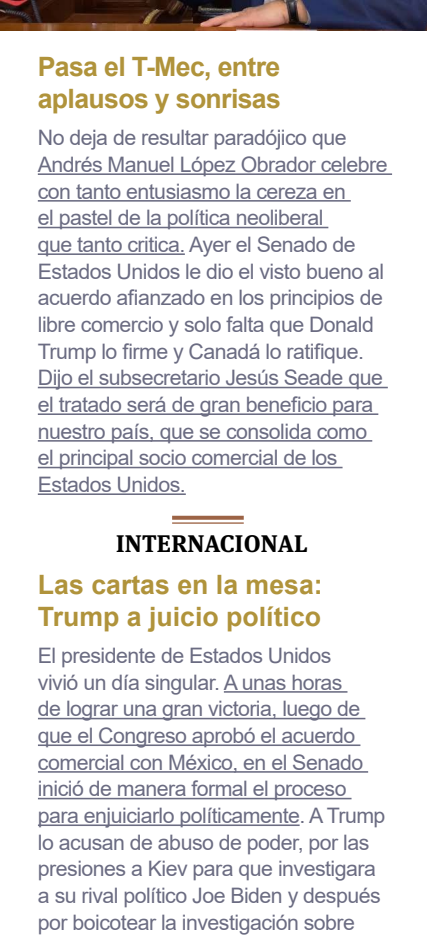 Pasa el T-Mec, entre
aplausos y sonrisas
No deja de resultar paradójico que
Andrés Manuel López Obrador celebre
con tanto entusiasmo la cereza en
el pastel de la política neoliberal
que tanto critica. Ayer el Senado de
Estados Unidos le dio el visto bueno al
acuerdo afianzado en los principios de
libre comercio y solo falta que Donald
Trump lo firme y Canadá lo ratifique.
Dijo el subsecretario Jesús Seade que
el tratado será de gran beneficio para
nuestro país, que se consolida como
el principal socio comercial de los
Estados Unidos.
INTERNACIONAL
Las cartas en la mesa:
Trump a juicio político
El presidente de Estados Unidos
vivió un día singular. A unas horas
de lograr una gran victoria, luego de
que el Congreso aprobó el acuerdo
comercial con México, en el Senado
inició de manera formal el proceso
para enjuiciarlo políticamente. A Trump
lo acusan de abuso de poder, por las
presiones a Kiev para que investigara
a su rival político Joe Biden y después
por boicotear la investigación sobre